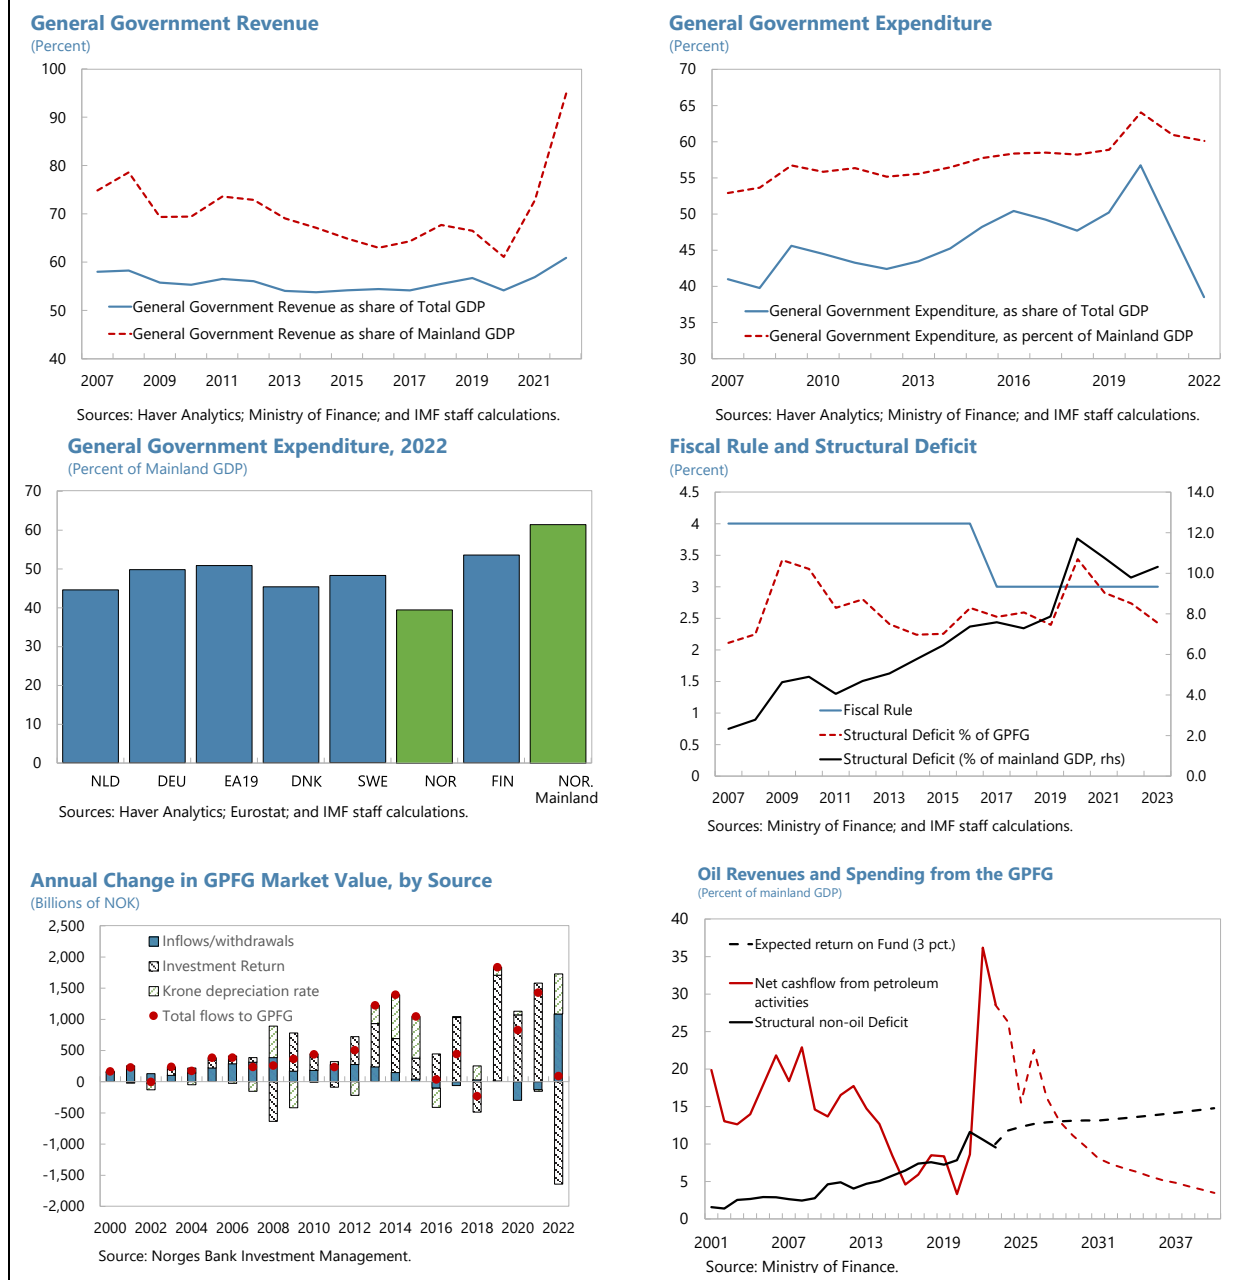 General Government Revenue
(Percent)
100
90
80
70
60
50
40
General Government Revenue as share of Total GDP
General Government Revenue as share of Mainland GDP
2007 2009 2011 2013 2015 2017 2019 2021
Sources: Haver Analytics; Ministry of Finance; and IMF staff calculations.
General Government Expenditure
(Percent)
70
65
60
55
50
45
40
35
30
General Government Expenditure, as share of Total GDP
General Government Expenditure, as percent of Mainland GDP
2007 2010 2013 2016 2019 2022
Sources: Haver Analytics; Ministry of Finance; and IMF staff calculations.
General Government Expenditure, 2022
(Percent of Mainland GDP)
70
60
50
40
30
20
10
0
NLD DEU EA19 DNK SWE NOR FIN NOR.
Mainland
Sources: Haver Analytics; Eurostat; and IMF staff calculations.
Fiscal Rule and Structural Deficit
(Percent)
4.5
4
3.5
3
2.5
2
1.5
1
0.5
0
14.0
12.0
10.0
8.0
6.0
4.0
2.0
0.0
Fiscal Rule
Structural Deficit % of GPFG
Structural Deficit (% of mainland GDP, rhs)
2007 2009 2011 2013 2015 2017 2019 2021 2023
Sources: Ministry of Finance; and IMF staff calculations.
Annual Change in GPFG Market Value, by Source
(Billions of NOK)
2,500
2,000
1,500
1,000
500
0
-500
-1,000
-1,500
-2,000
Inflows/withdrawals
Investment Return
Krone depreciation rate
Total flows to GPFG
2000 2002 2004 2006 2008 2010 2012 2014 2016 2018 2020 2022
Source: Norges Bank Investment Management.
Oil Revenues and Spending from the GPFG
(Percent of mainland GDP)
40
35
30
25
20
15
10
5
0
Expected return on Fund (3 pct.)
Net cashflow from petroleum
activities
Structural non-oil Deficit
2001 2007 2013 2019 2025 2031 2037
Source: Ministry of Finance.